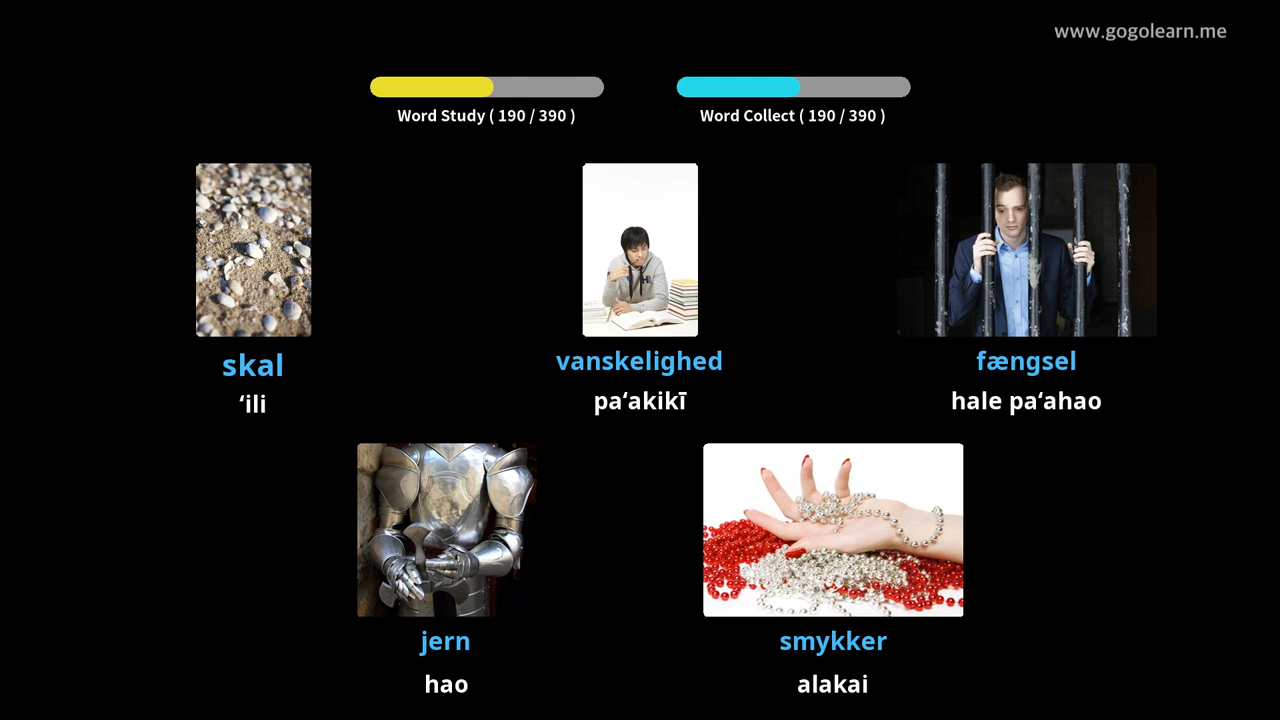 www.gogolearn.me
Word Study ( 190 / 390 )
Word Collect ( 190 / 390 )
skal
vanskelighed
fængsel
ʻili
paʻakikī
hale paʻahao
jern
smykker
hao
alakai